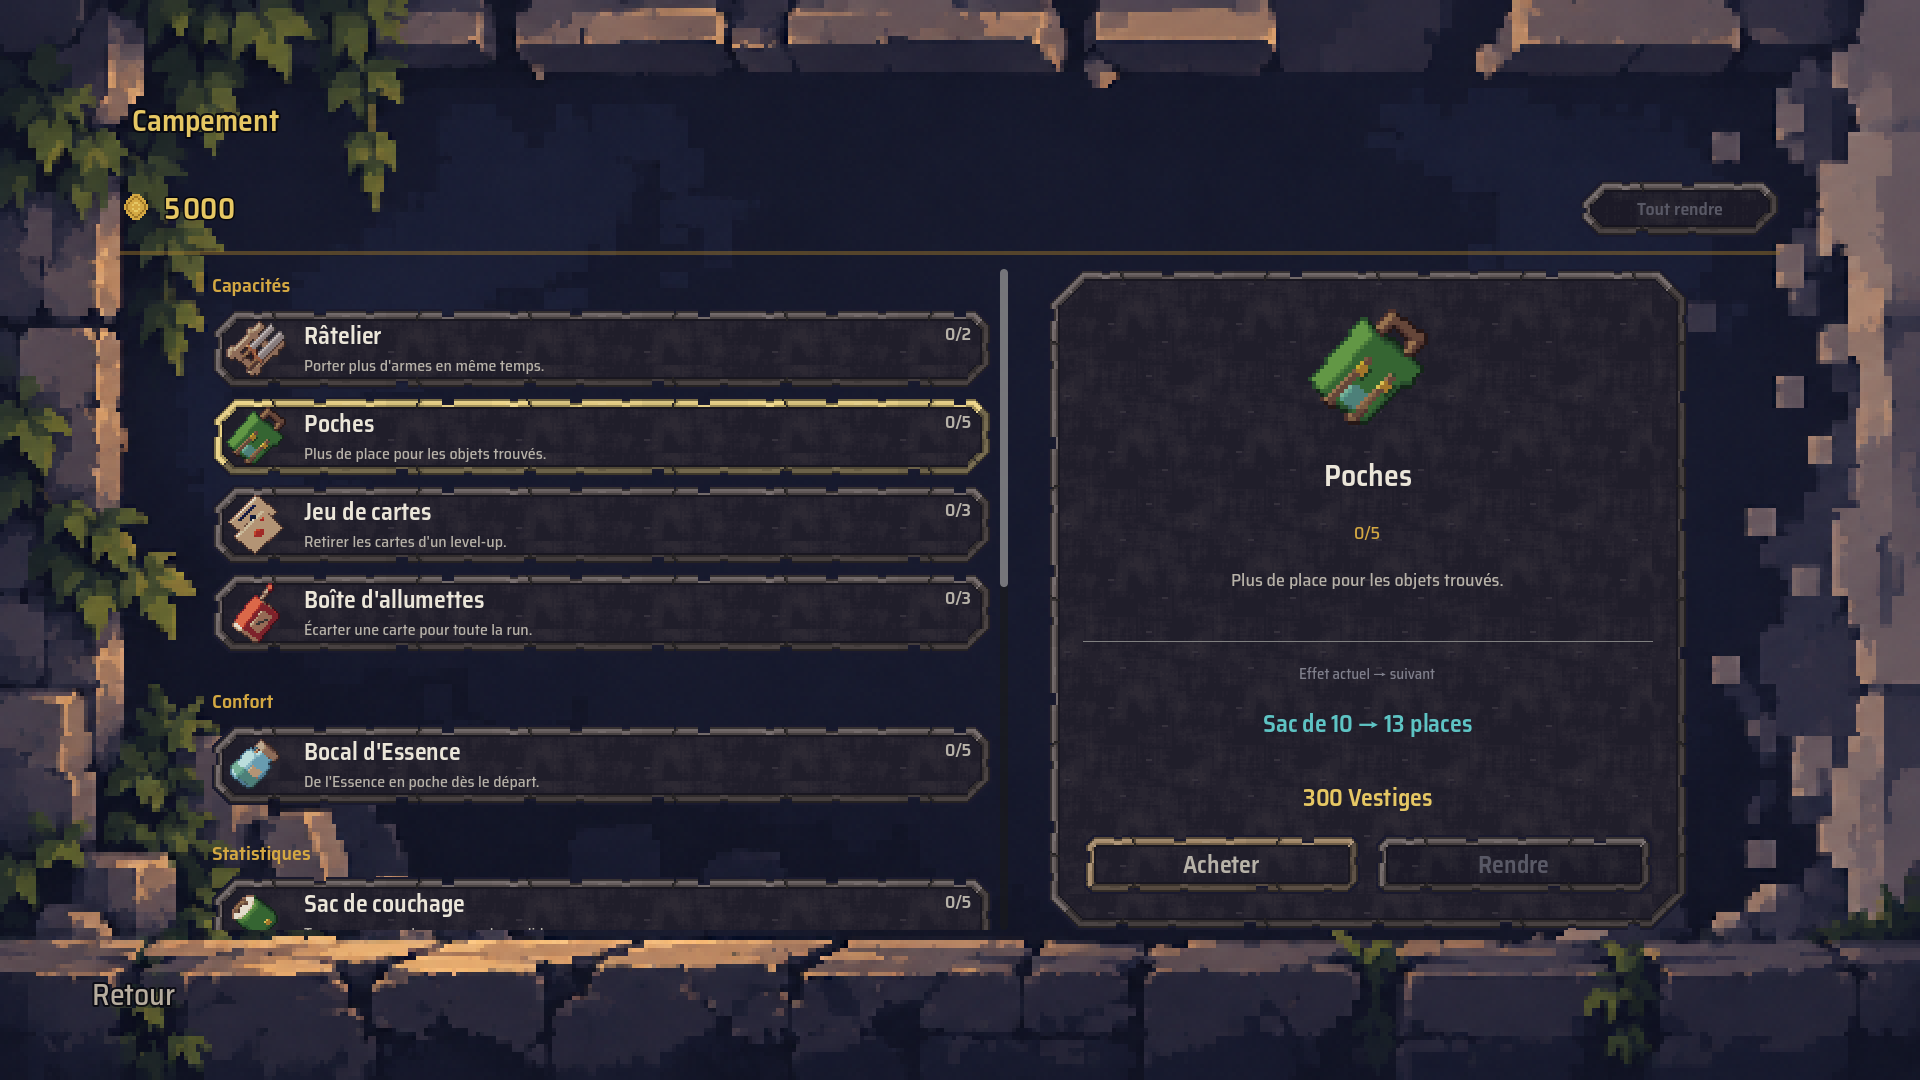 Campement
5 000
Tout rendre
Capacités
Râtelier
0/2
Porter plus d'armes en même temps.
Poches
0/5
Plus de place pour les objets trouvés.
Jeu de cartes
0/3
Retirer les cartes d'un level-up.
Boîte d'allumettes
0/3
Écarter une carte pour toute la run.
Confort
Bocal d'Essence
0/5
De l'Essence en poche dès le départ.
Statistiques
Sac de couchage
0/5
Poches
0/5
Plus de place pour les objets trouvés.
Effet actuel → suivant
Sac de 10 → 13 places
300 Vestiges
Acheter
Rendre
Retour